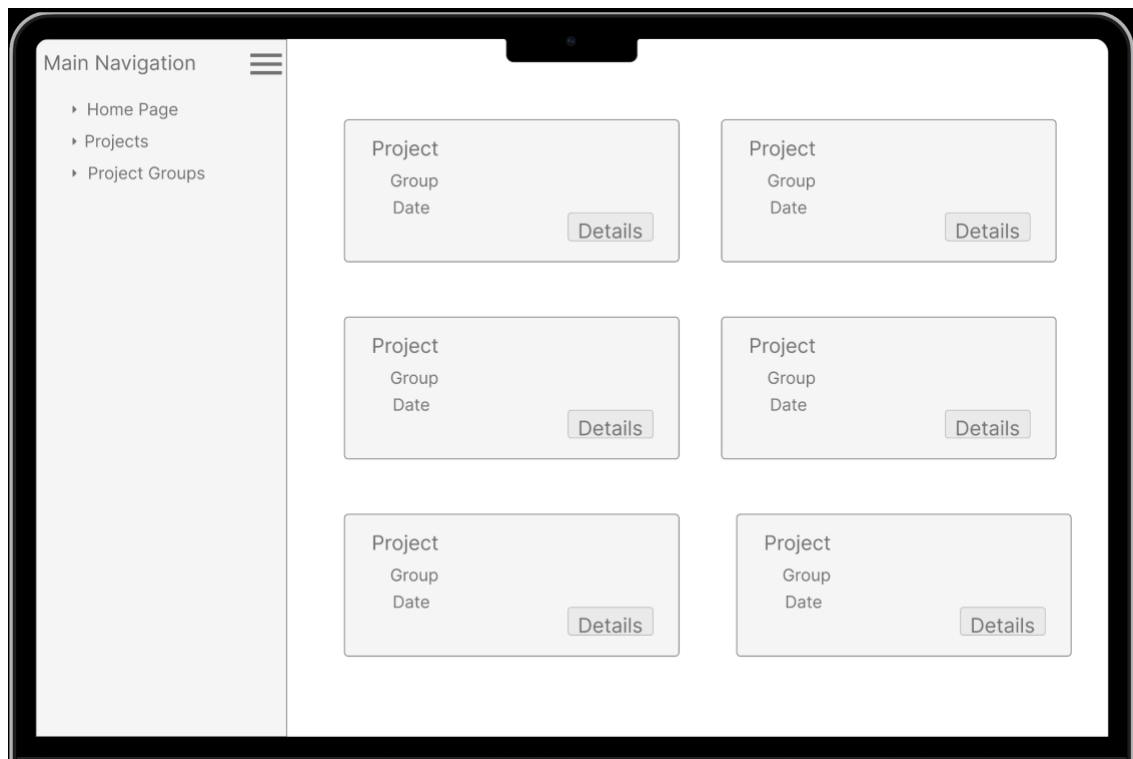 Main Navigation
Home Page
Projects
Project Groups
Project
Group
Date
Details
Project
Group
Date
Details
Project
Group
Date
Details
Project
Group
Date
Details
Project
Group
Date
Details
Project
Group
Date
Details